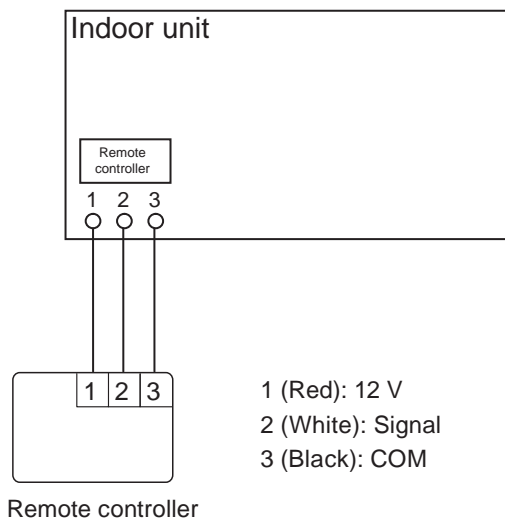 Indoor unit
Remote
controller
1 2 3
1 2 3
1 (Red): 12 V
2 (White): Signal
3 (Black): COM
Remote controller